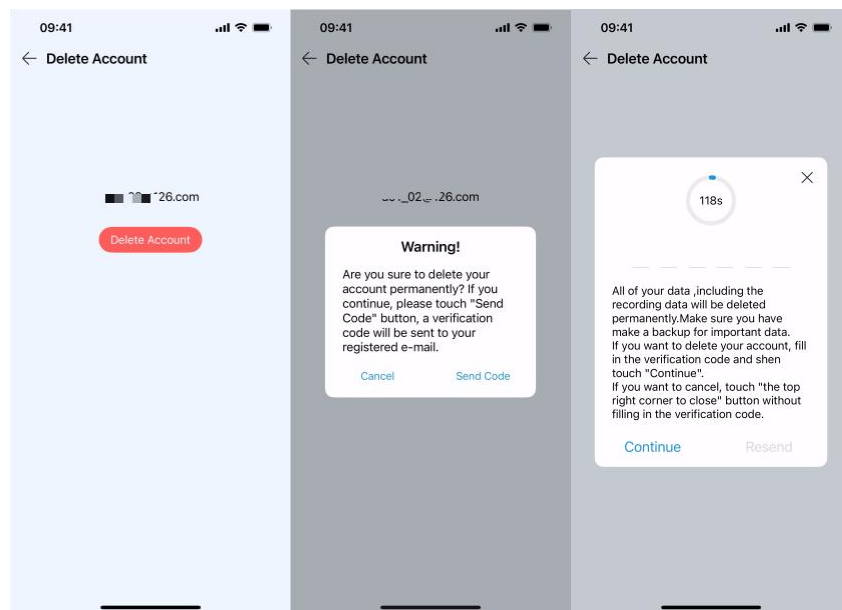 09:41
Delete Account
26.com
Delete Account
09:41
Delete Account
26.com
Warning!
Are you sure to delete your
account permanently? If you
continue, please touch "Send
Code" button, a verification
code will be sent to your
registered e-mail.
Cancel Send Code
09:41
Delete Account
118s
All of your data ,including the
recording data will be deleted
permanently.Make sure you have
make a backup for important data.
If you want to delete your account, fill
in the verification code and shen
touch "Continue".
If you want to cancel, touch "the top
right corner to close" button without
filling in the verification code.
Continue Resend